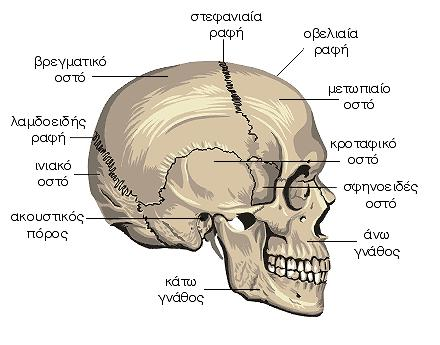 στεφανιαία
ραφή
οβελιαία
ραφή
βρεγματικό
οστό
μετωπιαίο
οστό
λαμδοειδής
ραφή
κροταφικό
οστό
ινιακό
οστό
σφηνοειδές
οστό
ακουστικός
πόρος
άνω
γνάθος
κάτω
γνάθος